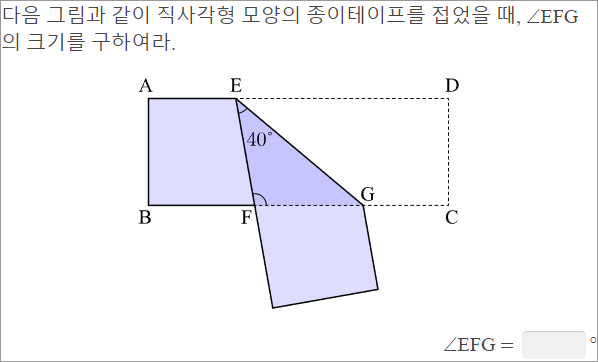 다음 그림과 같이 직사각형 모양의 종이테이프를 접었을 때, ∠EFG
의 크기를 구하여라.
A E D
40°
B F G C
∠EFG = °